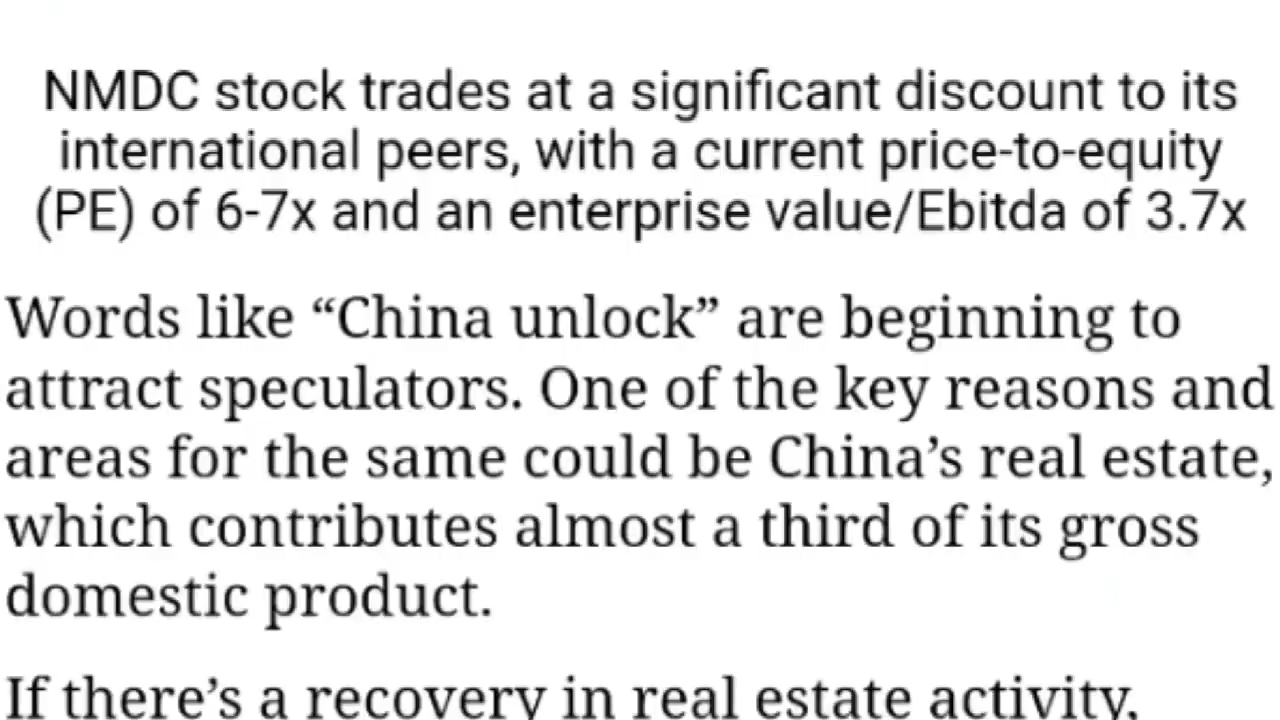 NMDC stock trades at a significant discount to its
international peers, with a current price-to-equity
(PE) of 6-7x and an enterprise value/Ebitda of 3.7x
Words like “China unlock” are beginning to
attract speculators. One of the key reasons and
areas for the same could be China’s real estate,
which contributes almost a third of its gross
domestic product.
If there’s a recovery in real estate activity,